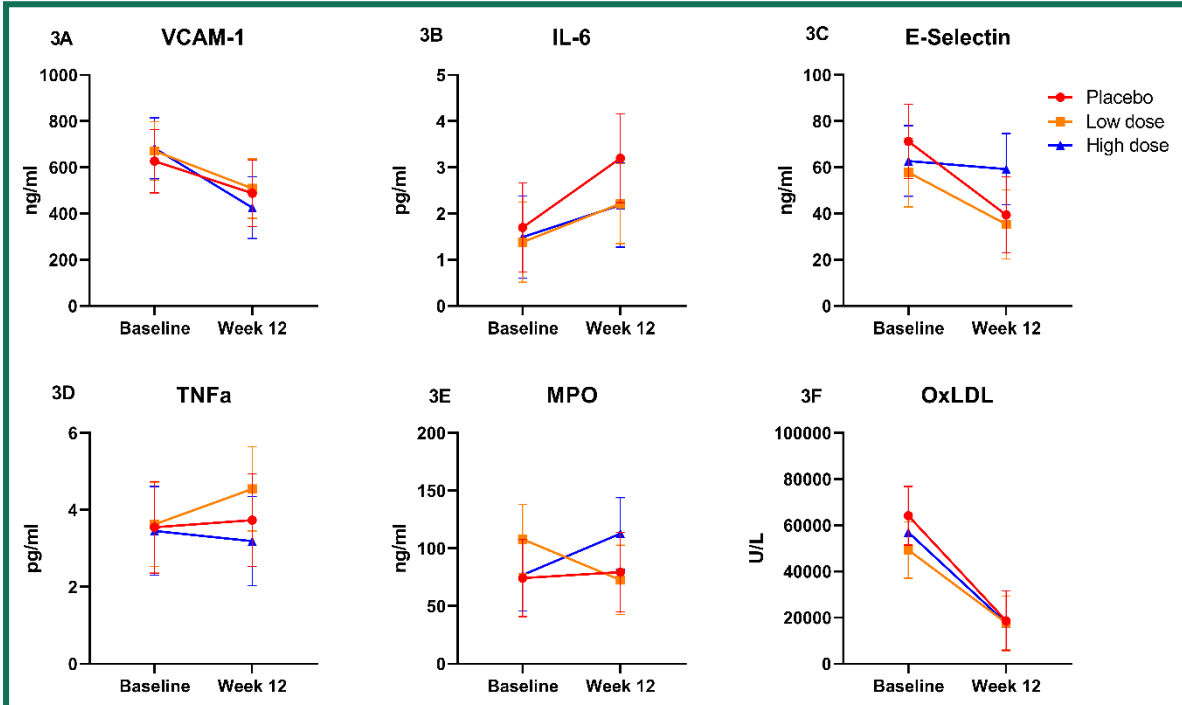 3A VCAM-1
1000
800
600
400
200
0
ng/ml
Baseline Week 12
3B IL-6
5
4
3
2
1
0
pg/ml
Baseline Week 12
3C E-Selectin
100
80
60
40
20
0
ng/ml
Baseline Week 12
Placebo
Low dose
High dose
3D TNFa
6
4
2
0
pg/ml
Baseline Week 12
3E MPO
200
150
100
50
0
ng/ml
Baseline Week 12
3F OxLDL
100000
80000
60000
40000
20000
0
U/L
Baseline Week 12